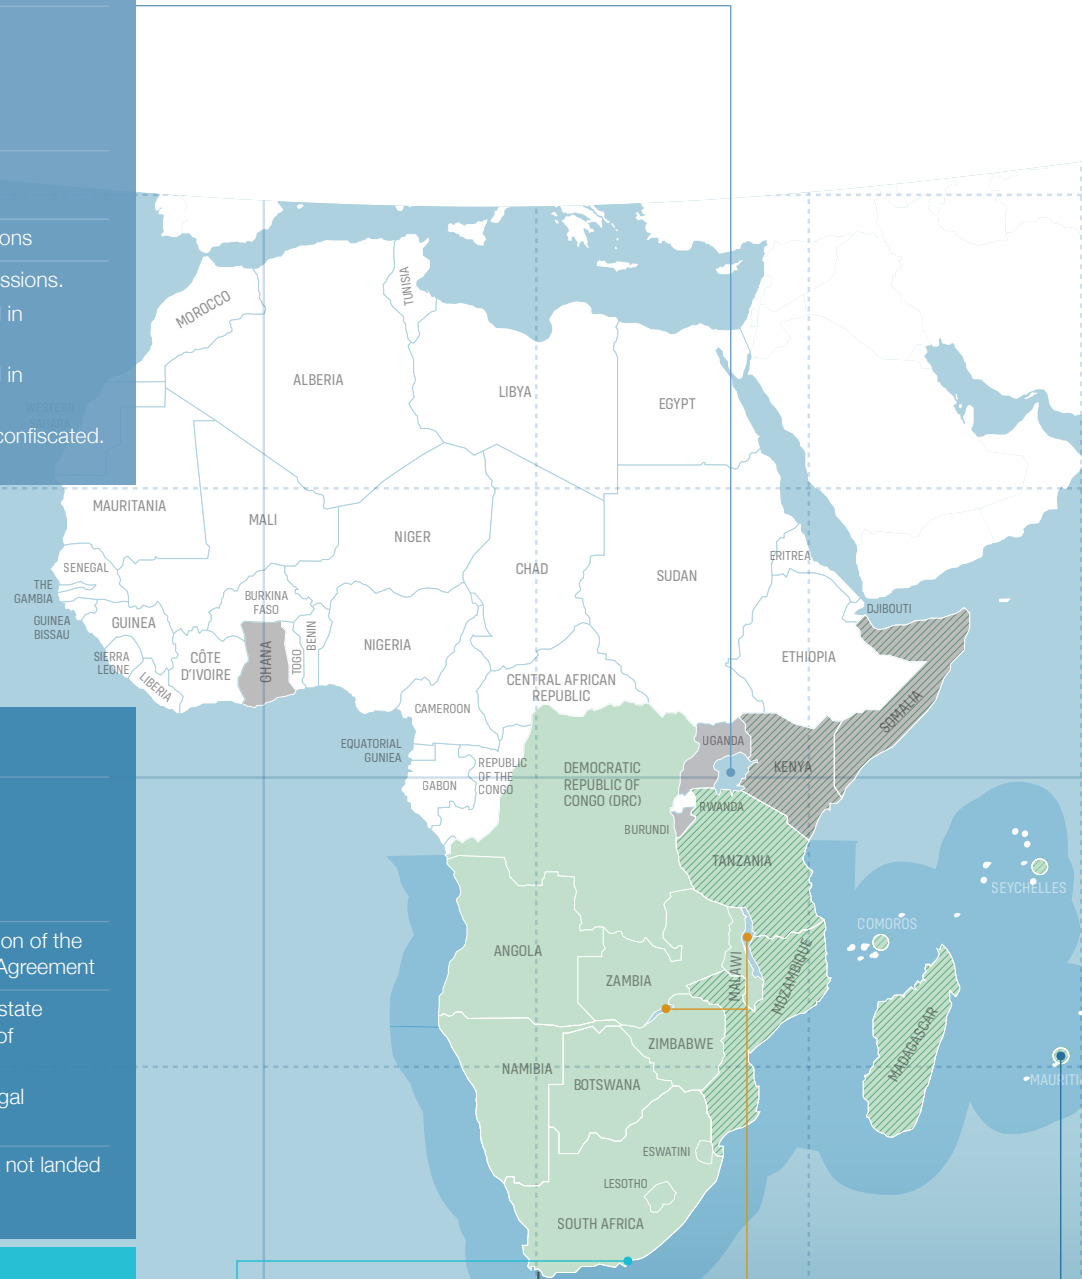 ons
ssions.
in
in
confiscated.
on of the
Agreement
state
of
gal
not landed
MOROCCO
TUNISIA
ALBERIA
LIBYA
EGYPT
WESTERN
MAURITANIA
MALI
NIGER
CHAD
SUDAN
ERITREA
SENEGAL
THE
GAMBIA
GUINEA
BISSAU
GUINEA
BURKINA
FASO
DJIBOUTI
SIERRA
LEONE
LIBERIA
CÔTE
D'IVOIRE
GHANA
TOGO
BENIN
NIGERIA
ETHIOPIA
CENTRAL AFRICAN
REPUBLIC
CAMEROON
SOMALIA
EQUATORIAL
GUNIEA
GABON
REPUBLIC
OF THE
CONGO
DEMOCRATIC
REPUBLIC OF
CONGO (DRC)
UGANDA
KENYA
RWANDA
BURUNDI
TANZANIA
SEYCHELLES
COMOROS
ANGOLA
ZAMBIA
MALAWI
MOZAMBIQUE
ZIMBABWE
MADAGASCAR
NAMIBIA
BOTSWANA
MAURITI
ESWATINI
LESOTHO
SOUTH AFRICA